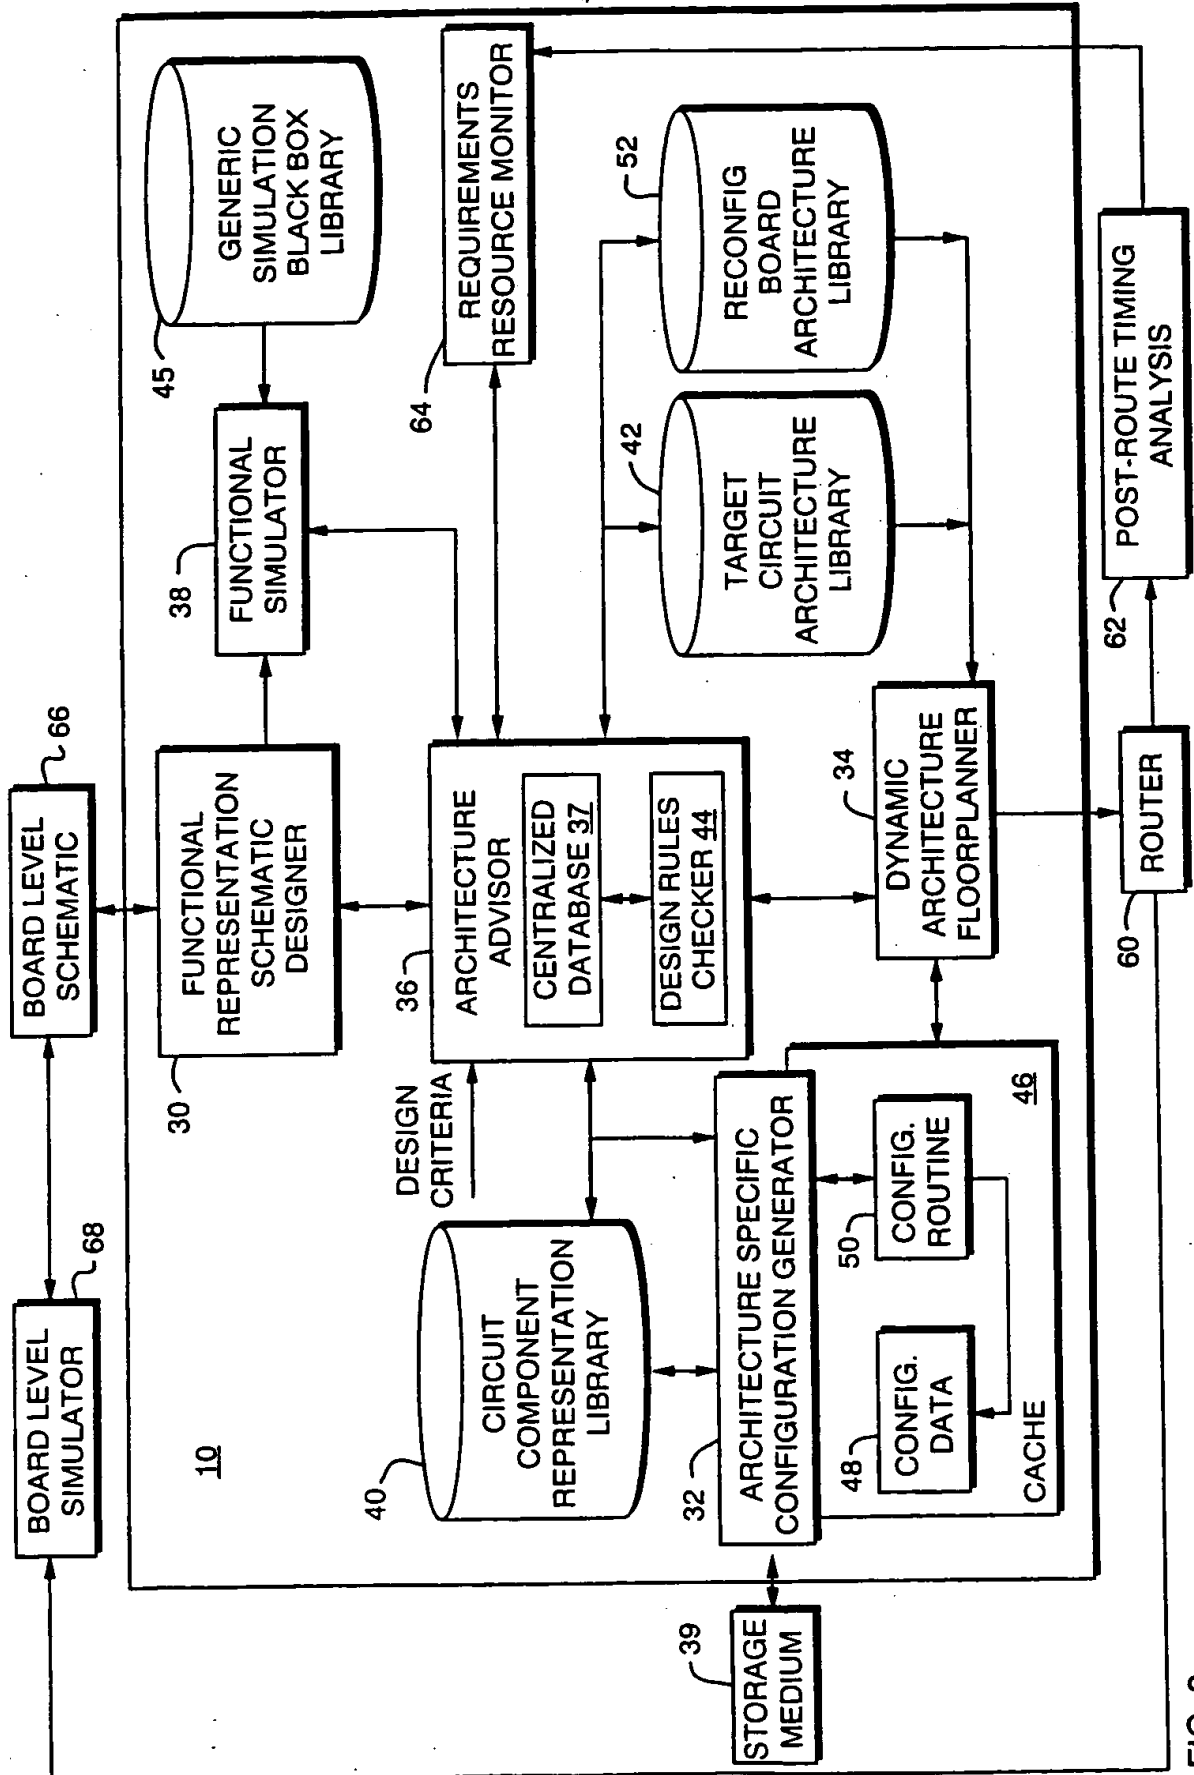 BOARD LEVEL
SIMULATOR
68
BOARD LEVEL
SCHEMATIC
66
10
30
FUNCTIONAL
REPRESENTATION
SCHEMATIC
DESIGNER
38
FUNCTIONAL
SIMULATOR
45
GENERIC
SIMULATION
BLACK BOX
LIBRARY
DESIGN
CRITERIA
36
ARCHITECTURE
ADVISOR
CENTRALIZED
DATABASE 37
DESIGN RULES
CHECKER 44
64
REQUIREMENTS
RESOURCE MONITOR
40
CIRCUIT
COMPONENT
REPRESENTATION
LIBRARY
42
TARGET
CIRCUIT
ARCHITECTURE
LIBRARY
52
RECONFIG
BOARD
ARCHITECTURE
LIBRARY
39
STORAGE
MEDIUM
32
ARCHITECTURE SPECIFIC
CONFIGURATION GENERATOR
48
CONFIG.
DATA
50
CONFIG.
ROUTINE
46
CACHE
34
DYNAMIC
ARCHITECTURE
FLOORPLANNER
60
ROUTER
62
POST-ROUTE TIMING
ANALYSIS
FIG.